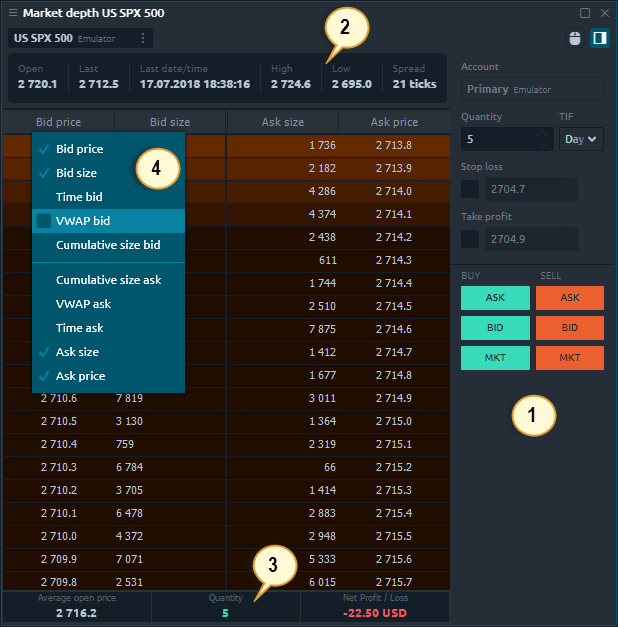 Market depth US SPX 500
US SPX 500 Emulator
2
Open Last Last date/time High Low Spread
2 720.1 2 712.5 17.07.2018 18:38:16 2 724.6 2 695.0 21 ticks
Account
Primary Emulator
Quantity TIF
5 Day
Stop loss
2704.7
Take profit
2704.9
BUY SELL
ASK ASK
BID BID
MKT MKT
1
Bid price Bid size Ask size Ask price
1 736 2 713.8
2 182 2 713.9
4 286 2 714.0
4 374 2 714.1
2 438 2 714.2
611 2 714.3
1 744 2 714.4
2 510 2 714.5
7 875 2 714.6
1 412 2 714.7
1 677 2 714.8
Bid price
Bid size
4
Time bid
VWAP bid
Cumulative size bid
Cumulative size ask
VWAP ask
Time ask
Ask size
Ask price
2 710.6 7 819 3 011 2 714.9
2 710.5 3 130 1 364 2 715.0
2 710.4 759 2 319 2 715.1
2 710.3 6 784 66 2 715.2
2 710.2 3 705 1 414 2 715.3
2 710.1 6 478 2 883 2 715.4
2 710.0 4 372 2 948 2 715.5
2 709.9 7 071 5 333 2 715.6
2 709.8 2 531 6 015 2 715.7
3
Average open price Quantity Net Profit / Loss
2 716.2 5 -22.50 USD